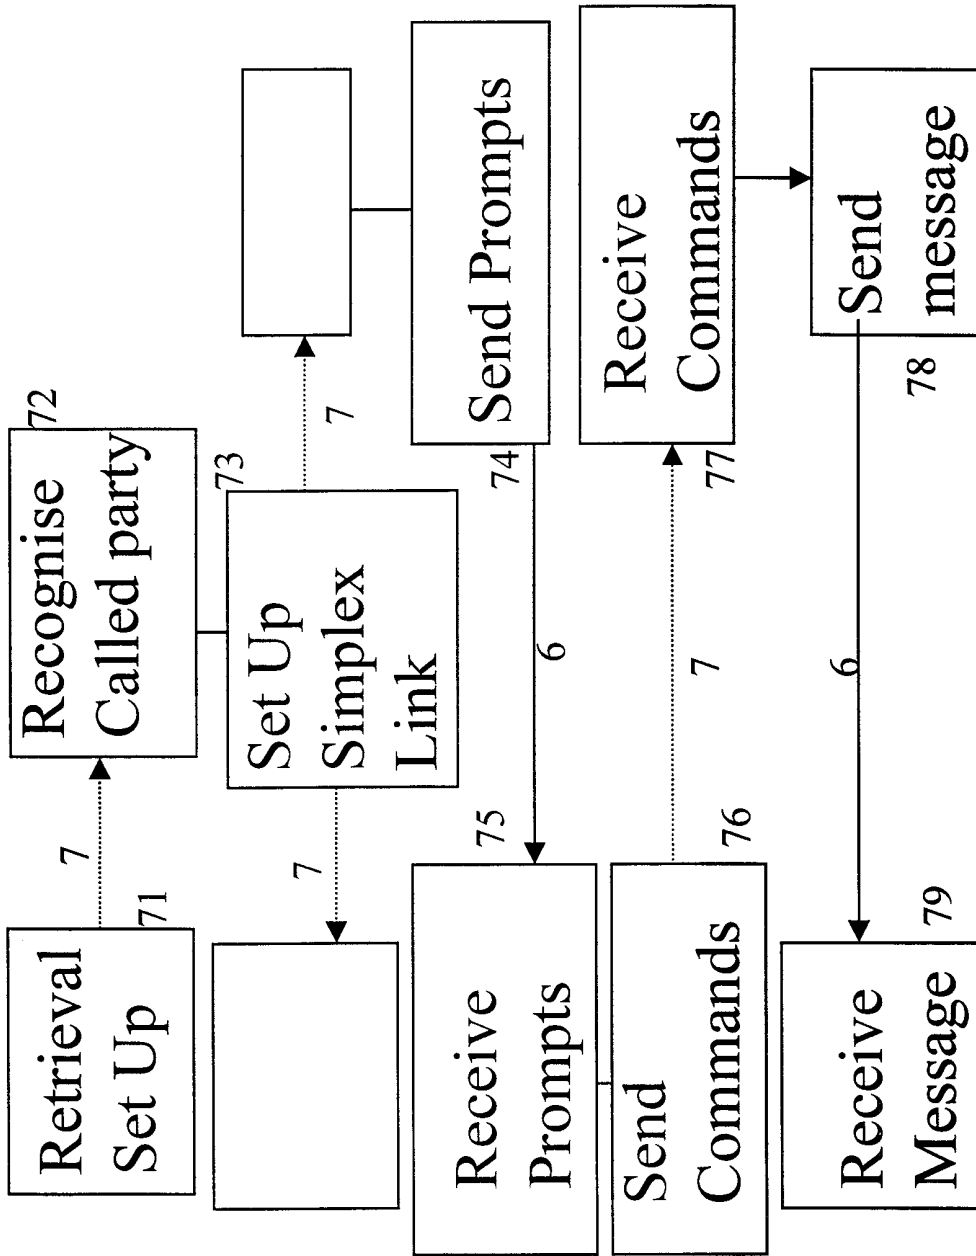 Retrieval
Set Up
71
7
Recognise
Called party
72
Set Up
Simplex
Link
73
7
7
Send Prompts
74
6
Receive
Prompts
75
Send
Commands
76
7
Receive
Commands
77
Send
message
78
6
Receive
Message
79